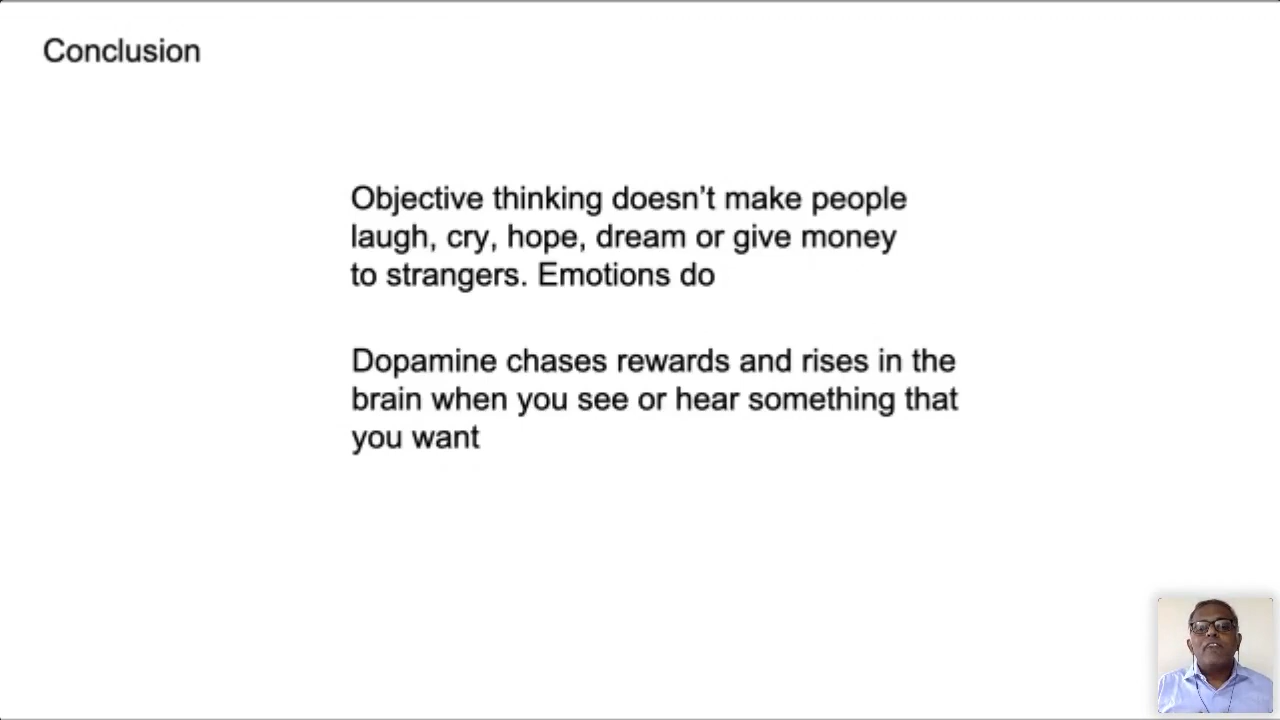 Conclusion
Objective thinking doesn’t make people
laugh, cry, hope, dream or give money
to strangers. Emotions do
Dopamine chases rewards and rises in the
brain when you see or hear something that
you want